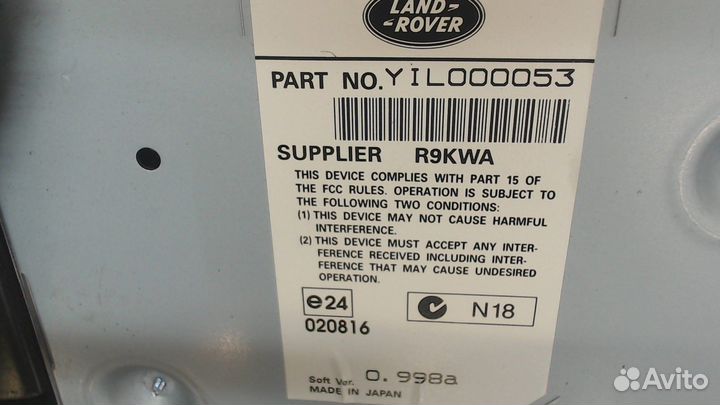 LAND-
-ROVER
PART NO. YIL000053
SUPPLIER R9KWA
THIS DEVICE COMPLIES WITH PART 15 OF
THE FCC RULES. OPERATION IS SUBJECT TO
THE FOLLOWING TWO CONDITIONS:
(1) THIS DEVICE MAY NOT CAUSE HARMFUL
INTERFERENCE.
(2) THIS DEVICE MUST ACCEPT ANY INTER-
FERENCE RECEIVED INCLUDING INTER-
FERENCE THAT MAY CAUSE UNDESIRED
OPERATION.
e24
N18
020816
Soft Ver. 0.998a
MADE IN JAPAN
Avito